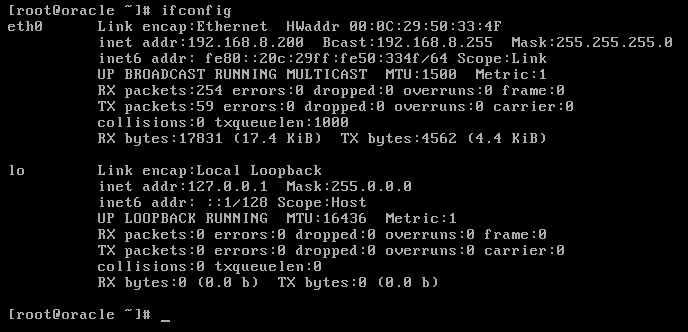 [root@oracle ~]# ifconfig
eth0      Link encap:Ethernet  HWaddr 00:0C:29:50:33:4F
          inet addr:192.168.8.200  Bcast:192.168.8.255  Mask:255.255.255.0
          inet6 addr: fe80::20c:29ff:fe50:334f/64 Scope:Link
          UP BROADCAST RUNNING MULTICAST  MTU:1500  Metric:1
          RX packets:254 errors:0 dropped:0 overruns:0 frame:0
          TX packets:59 errors:0 dropped:0 overruns:0 carrier:0
          collisions:0 txqueuelen:1000
          RX bytes:17831 (17.4 KiB)  TX bytes:4562 (4.4 KiB)
lo        Link encap:Local Loopback
          inet addr:127.0.0.1  Mask:255.0.0.0
          inet6 addr: ::1/128 Scope:Host
          UP LOOPBACK RUNNING  MTU:16436  Metric:1
          RX packets:0 errors:0 dropped:0 overruns:0 frame:0
          TX packets:0 errors:0 dropped:0 overruns:0 carrier:0
          collisions:0 txqueuelen:0
          RX bytes:0 (0.0 b)  TX bytes:0 (0.0 b)
[root@oracle ~]# _